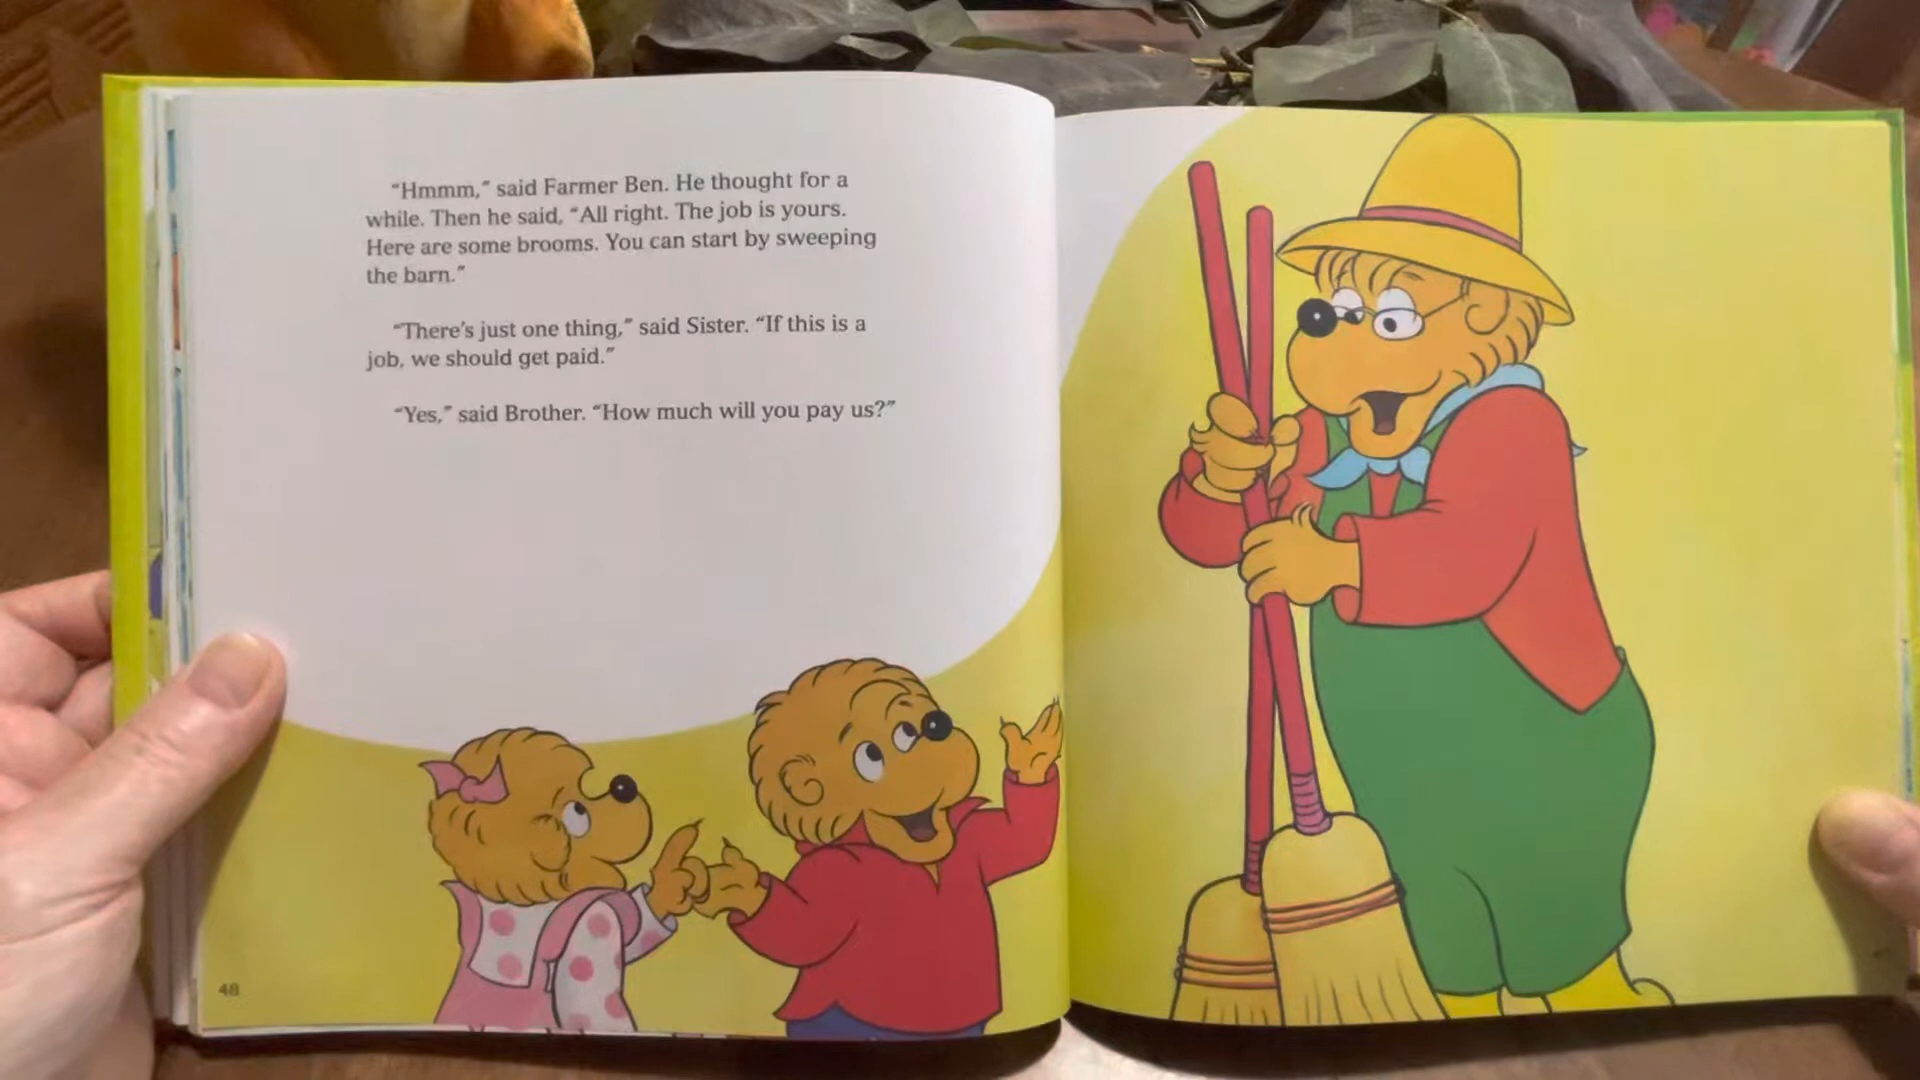 “Hmmm,” said Farmer Ben. He thought for a
while. Then he said, “All right. The job is yours.
Here are some brooms. You can start by sweeping
the barn.”
“There’s just one thing,” said Sister. “If this is a
job, we should get paid.”
“Yes,” said Brother. “How much will you pay us?”
48